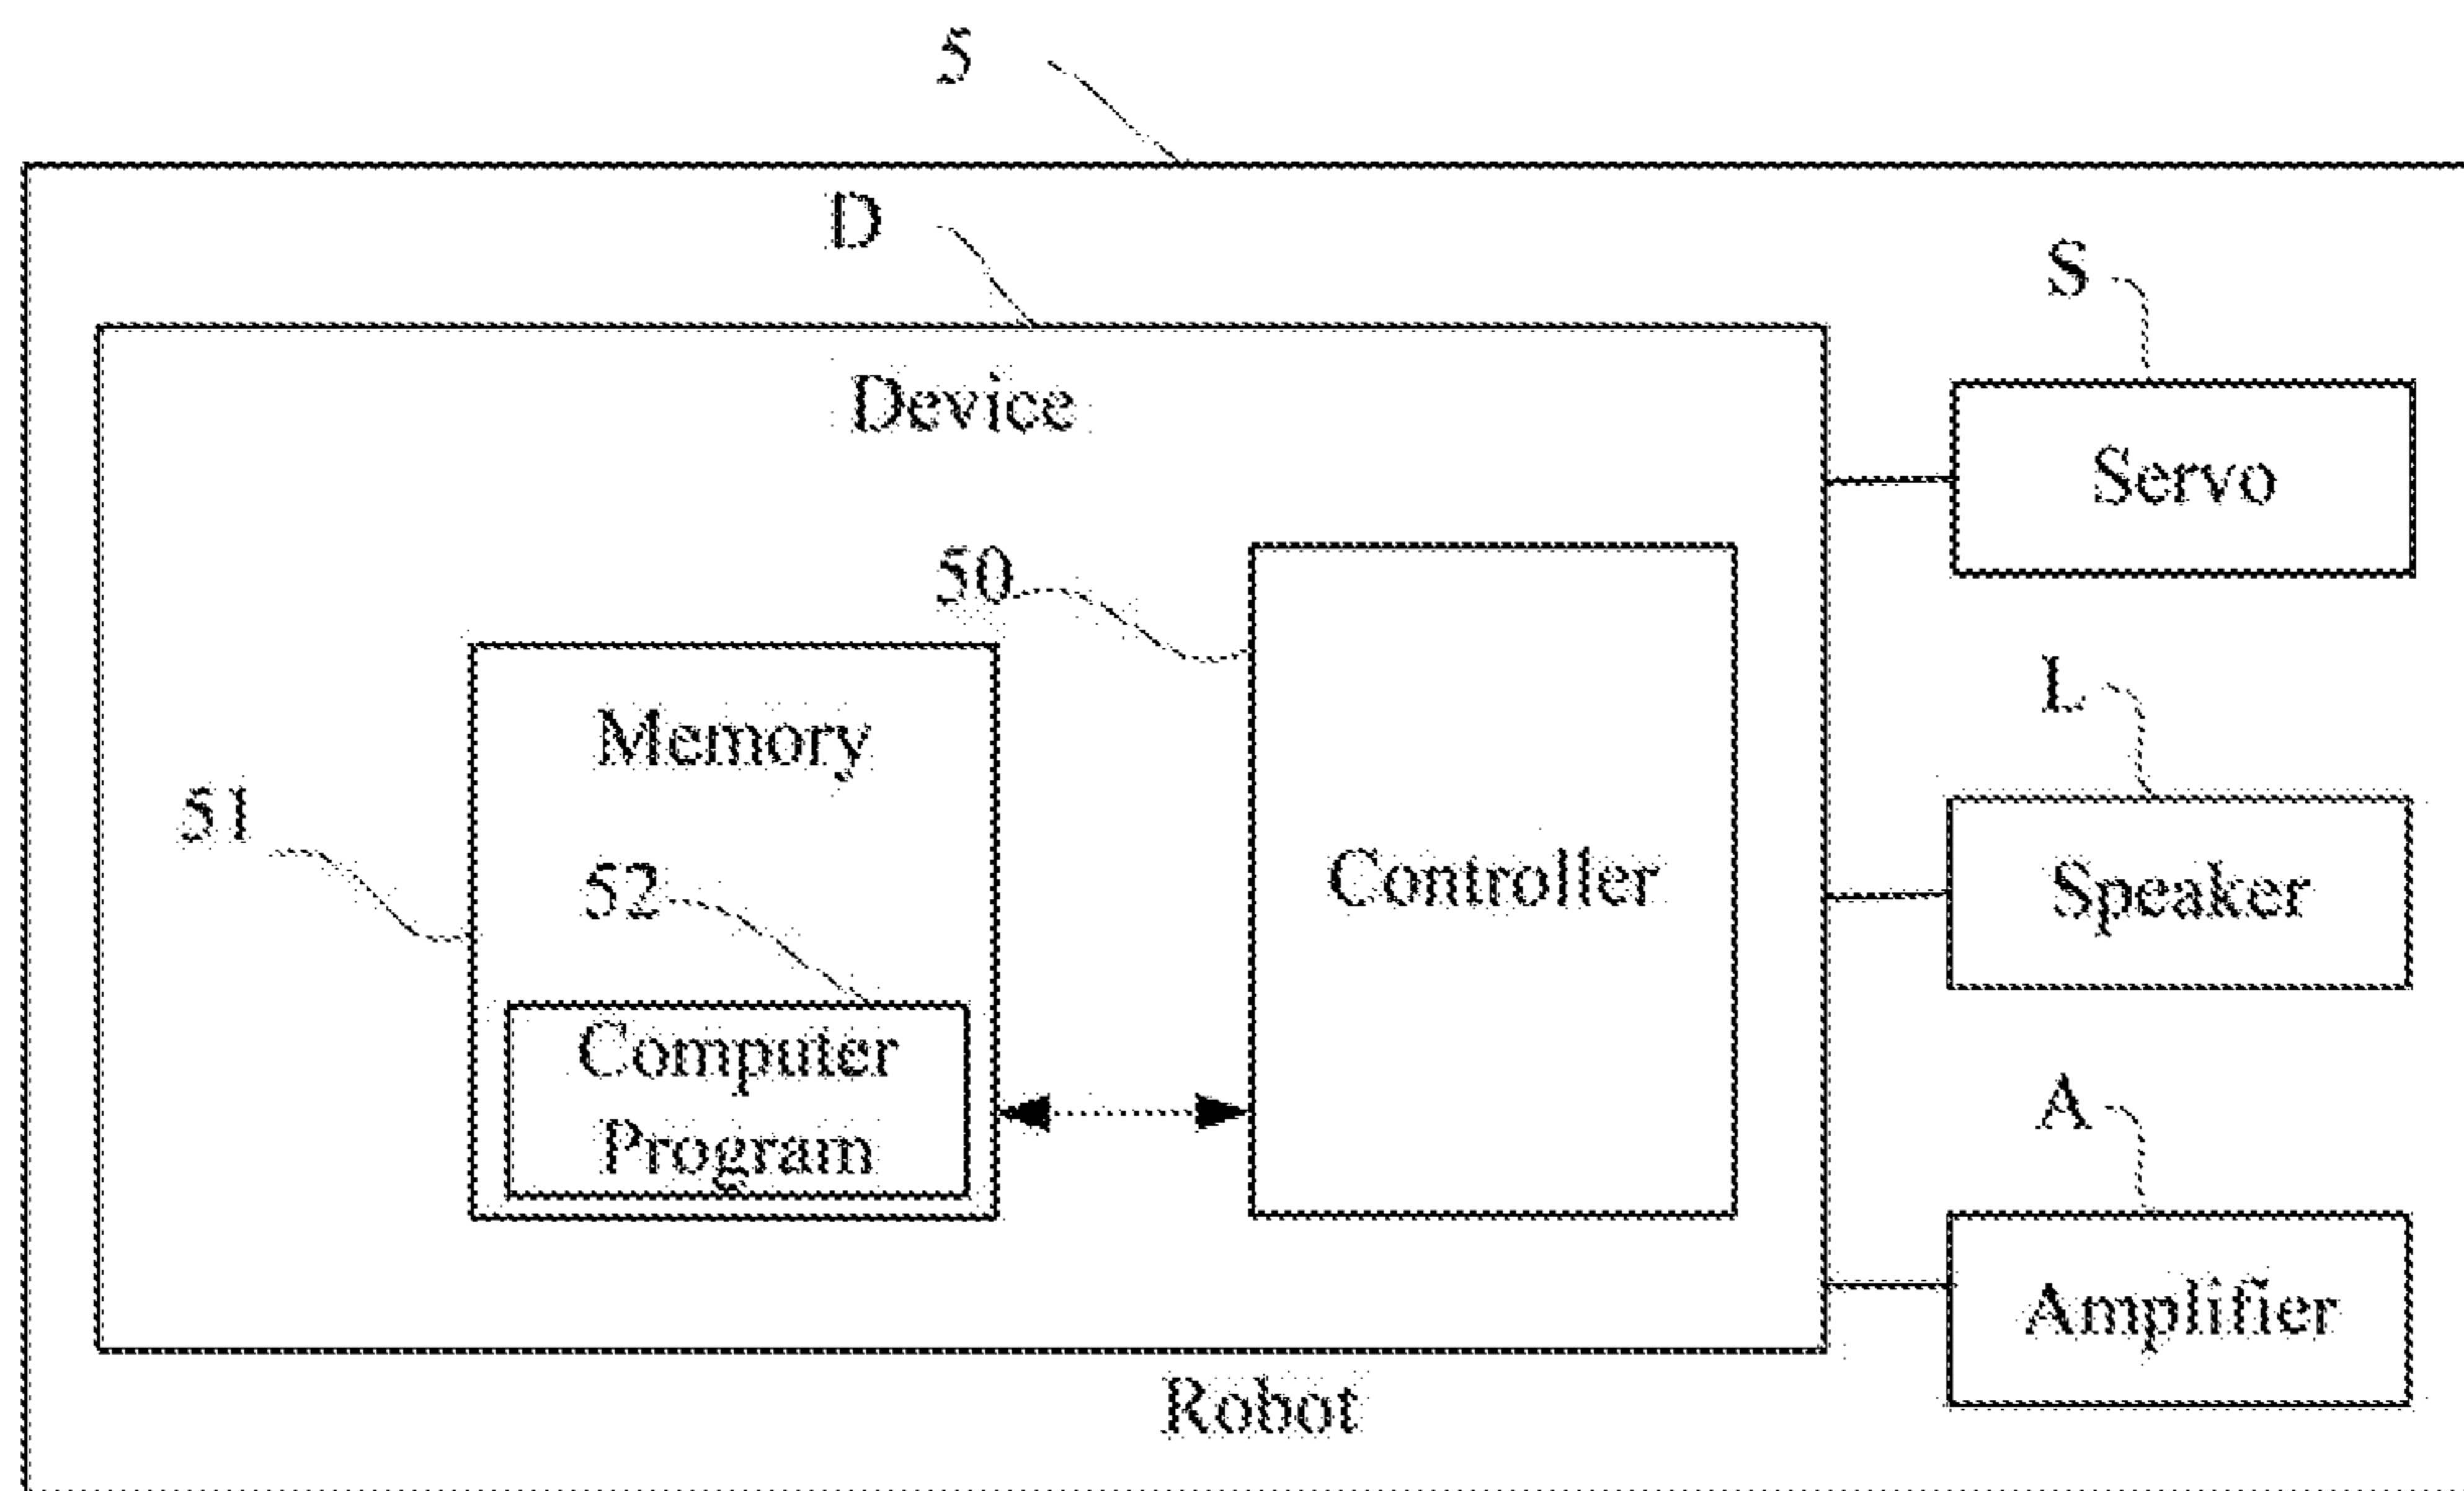 5
D
S
Device
Servo
50
L
Memory
51
52
Controller
Speaker
Computer
Program
A
Amplifier
Robot